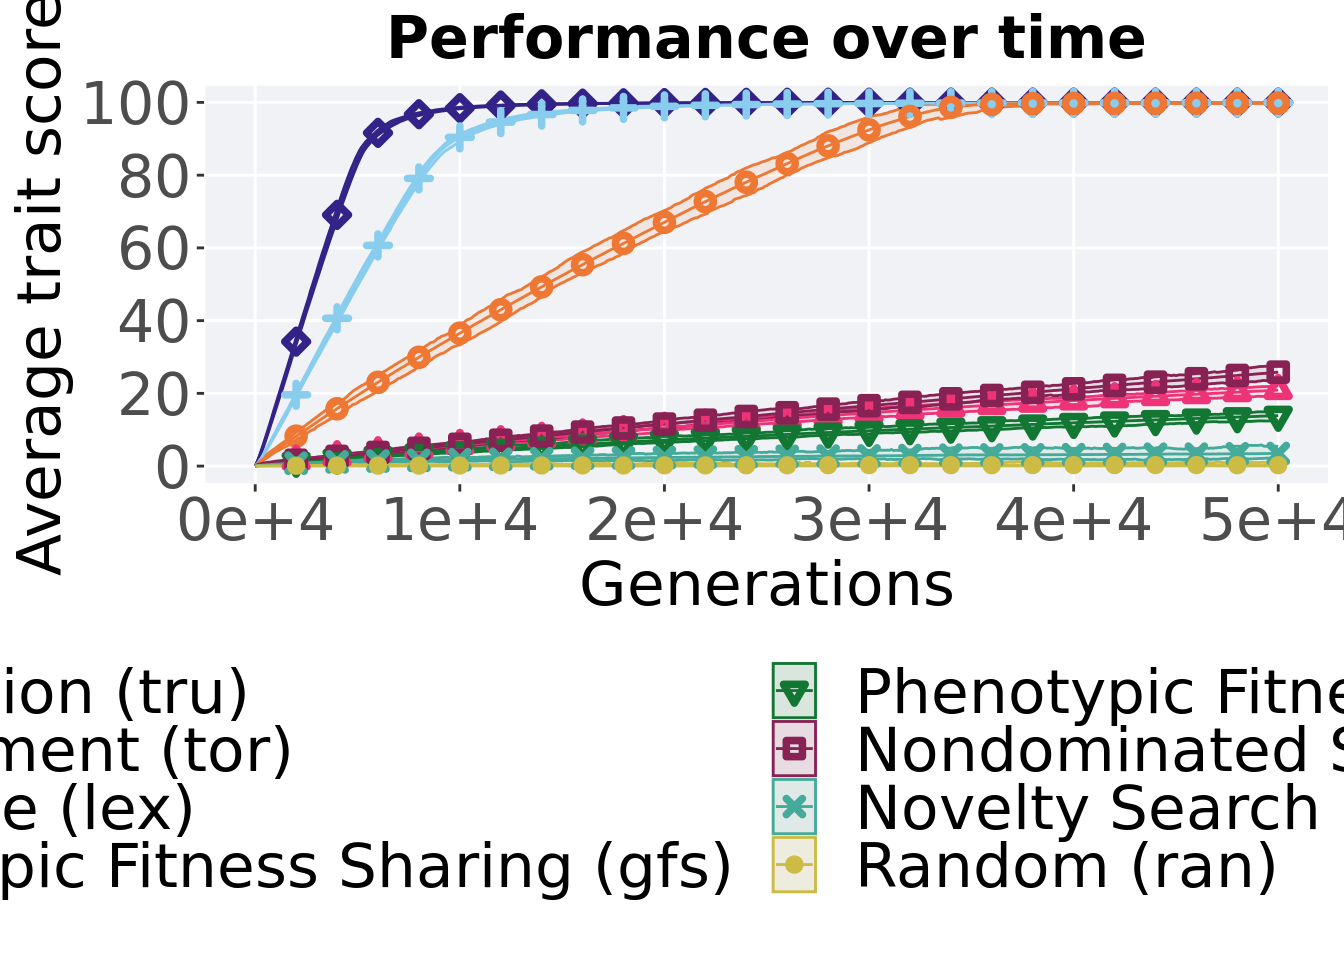 Performance over time
Average trait score
100
80
60
40
20
0
0e+4 1e+4 2e+4 3e+4 4e+4 5e+4
Generations
ion (tru)
ment (tor)
e (lex)
pic Fitness Sharing (gfs)
Phenotypic Fitne
Nondominated S
Novelty Search
Random (ran)